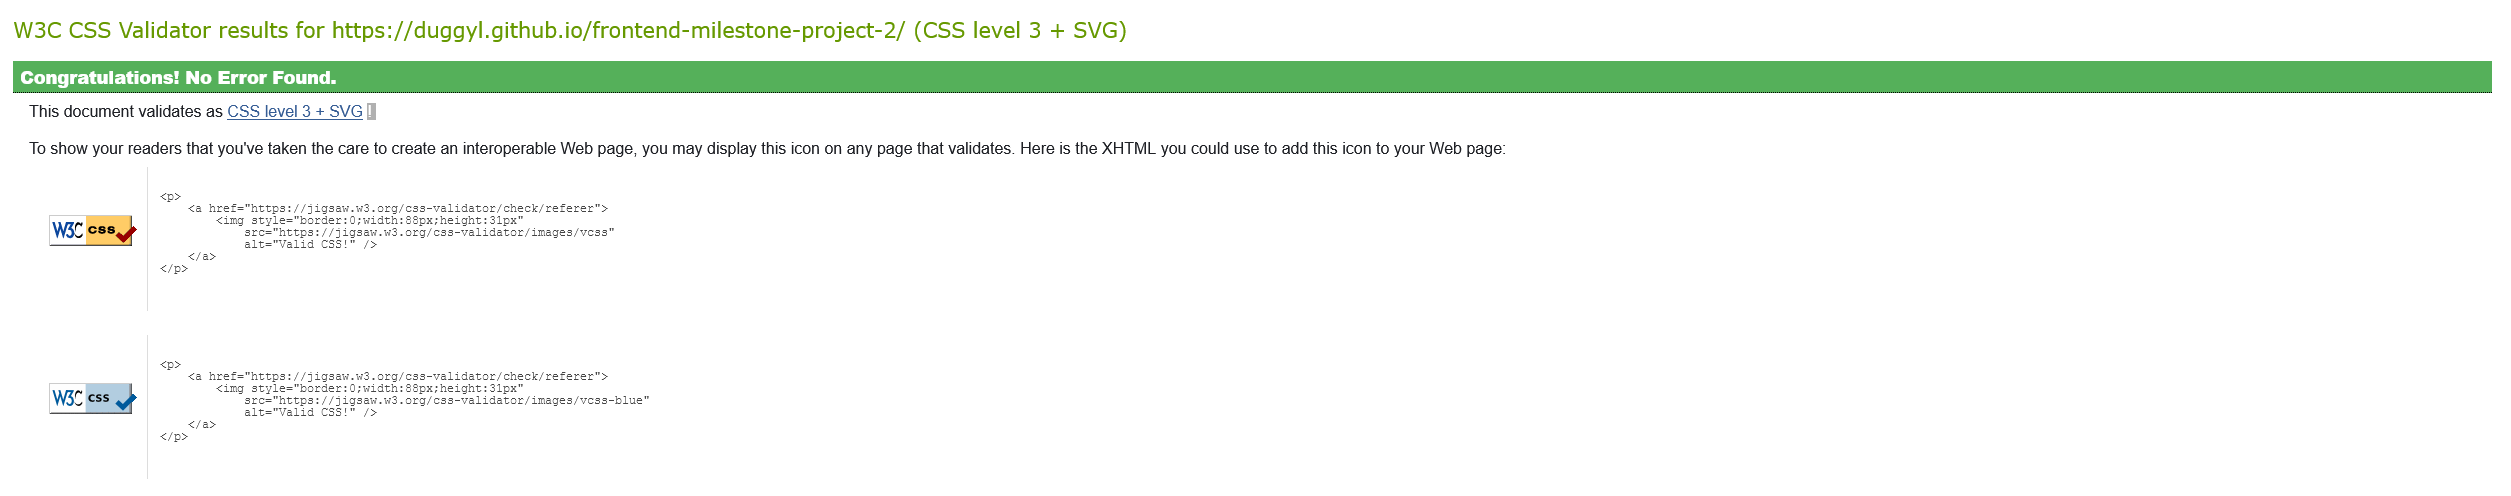 W3C CSS Validator results for https://duggyl.github.io/frontend-milestone-project-2/ (CSS level 3 + SVG)
Congratulations! No Error Found.
This document validates as CSS level 3 + SVG !
To show your readers that you've taken the care to create an interoperable Web page, you may display this icon on any page that validates. Here is the XHTML you could use to add this icon to your Web page:
W3C css
<p>
    <a href="https://jigsaw.w3.org/css-validator/check/referer">
        <img style="border:0;width:88px;height:31px"
            src="https://jigsaw.w3.org/css-validator/images/vcss"
            alt="Valid CSS!" />
    </a>
</p>
W3C css
<p>
    <a href="https://jigsaw.w3.org/css-validator/check/referer">
        <img style="border:0;width:88px;height:31px"
            src="https://jigsaw.w3.org/css-validator/images/vcss-blue"
            alt="Valid CSS!" />
    </a>
</p>